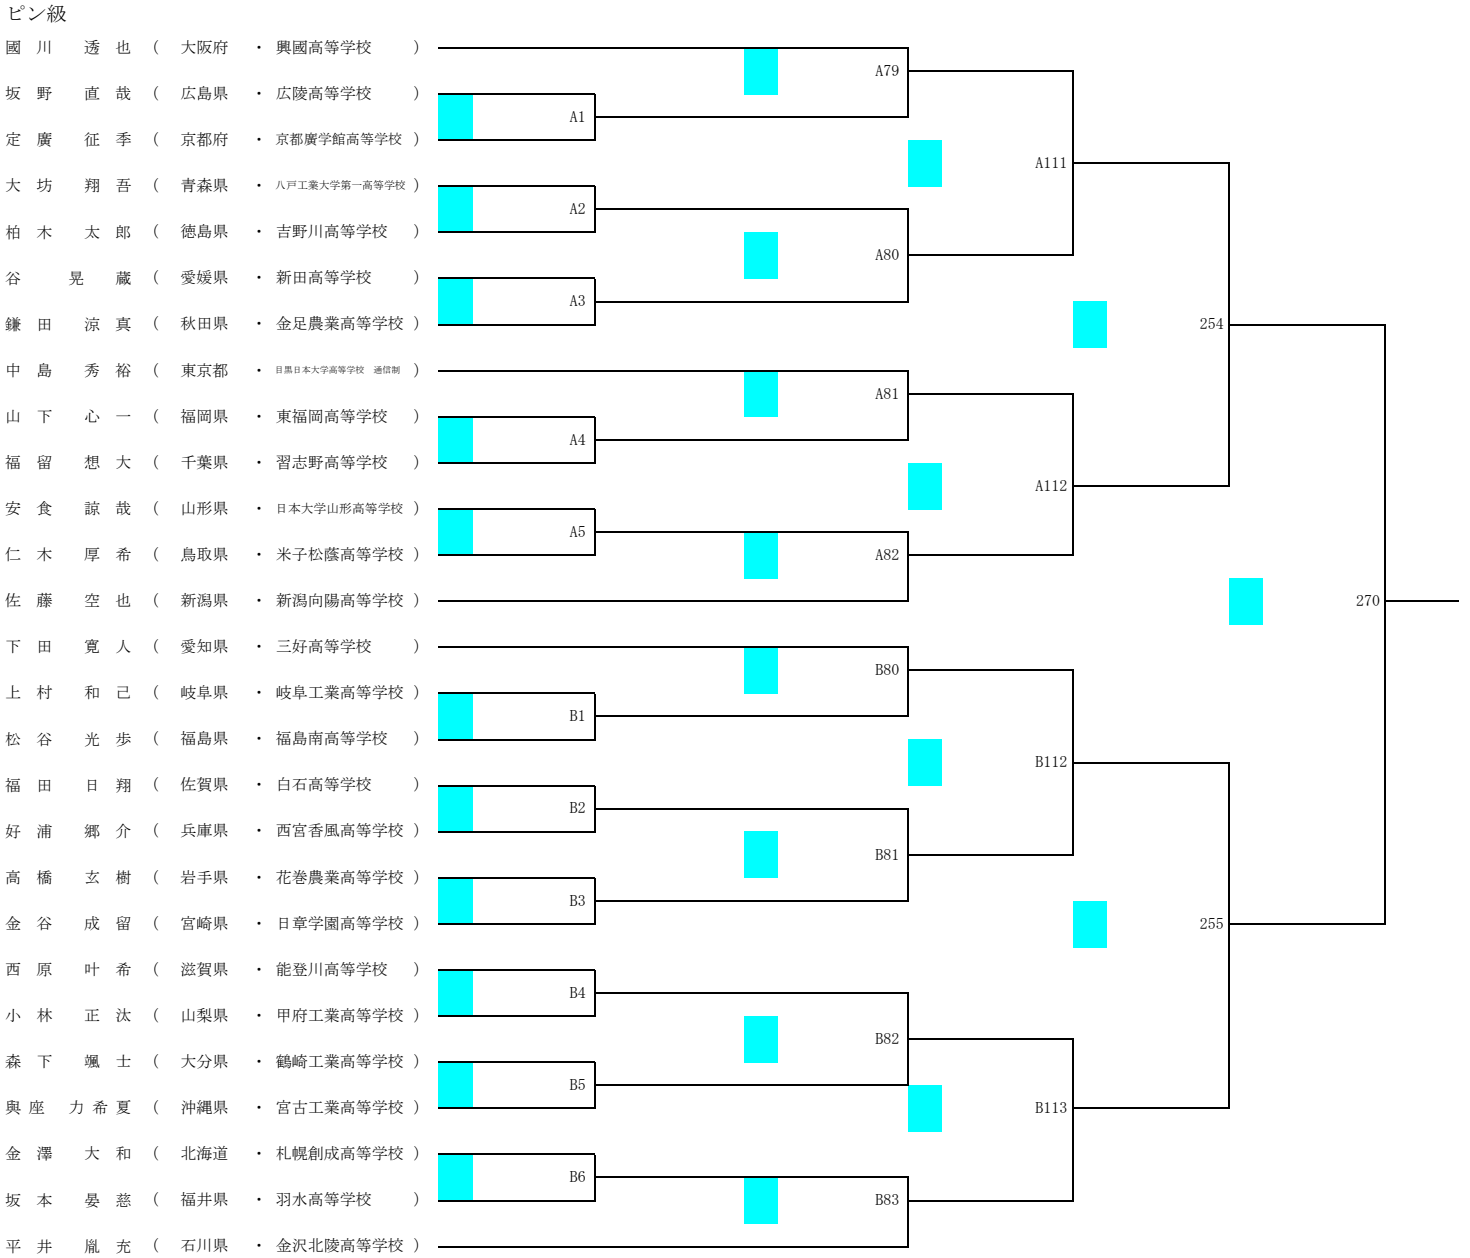 ピン級
國川 透也 ( 大阪府 ・ 興國高等学校 )
A79
坂野 直哉 ( 広島県 ・ 広陵高等学校 )
A1
定廣 征季 ( 京都府 ・ 京都廣学館高等学校 )
A111
大坊 翔吾 ( 青森県 ・ 八戸工業大学第一高等学校 )
A2
柏木 太郎 ( 徳島県 ・ 吉野川高等学校 )
A80
谷 晃蔵 ( 愛媛県 ・ 新田高等学校 )
A3
鎌田 涼真 ( 秋田県 ・ 金足農業高等学校 )
254
中島 秀裕 ( 東京都 ・ 目黒日本大学高等学校 通信制 )
A81
山下 心一 ( 福岡県 ・ 東福岡高等学校 )
A4
福留 想大 ( 千葉県 ・ 習志野高等学校 )
A112
安食 諒哉 ( 山形県 ・ 日本大学山形高等学校 )
A5
仁木 厚希 ( 鳥取県 ・ 米子松蔭高等学校 )
A82
佐藤 空也 ( 新潟県 ・ 新潟向陽高等学校 )
270
下田 寛人 ( 愛知県 ・ 三好高等学校 )
B80
上村 和己 ( 岐阜県 ・ 岐阜工業高等学校 )
B1
松谷 光歩 ( 福島県 ・ 福島南高等学校 )
B112
福田 日翔 ( 佐賀県 ・ 白石高等学校 )
B2
好浦 郷介 ( 兵庫県 ・ 西宮香風高等学校 )
B81
高橋 玄樹 ( 岩手県 ・ 花巻農業高等学校 )
B3
金谷 成留 ( 宮崎県 ・ 日章学園高等学校 )
255
西原 叶希 ( 滋賀県 ・ 能登川高等学校 )
B4
小林 正汰 ( 山梨県 ・ 甲府工業高等学校 )
B82
森下 颯士 ( 大分県 ・ 鶴崎工業高等学校 )
B5
與座 力希夏 ( 沖縄県 ・ 宮古工業高等学校 )
B113
金澤 大和 ( 北海道 ・ 札幌創成高等学校 )
B6
坂本 晏慈 ( 福井県 ・ 羽水高等学校 )
B83
平井 胤充 ( 石川県 ・ 金沢北陵高等学校 )